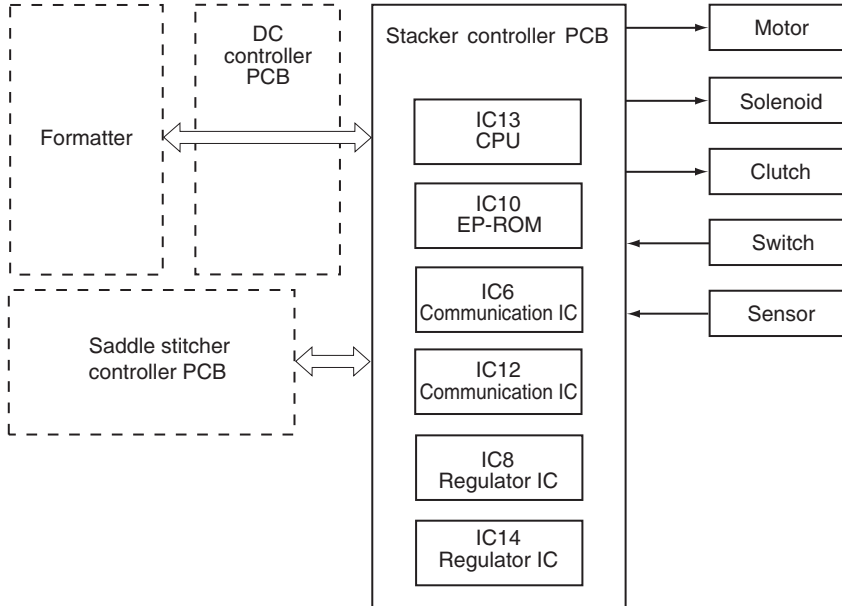 Formatter
DC
controller
PCB
Saddle stitcher
controller PCB
Stacker controller PCB
IC13
CPU
IC10
EP-ROM
IC6
Communication IC
IC12
Communication IC
IC8
Regulator IC
IC14
Regulator IC
Motor
Solenoid
Clutch
Switch
Sensor